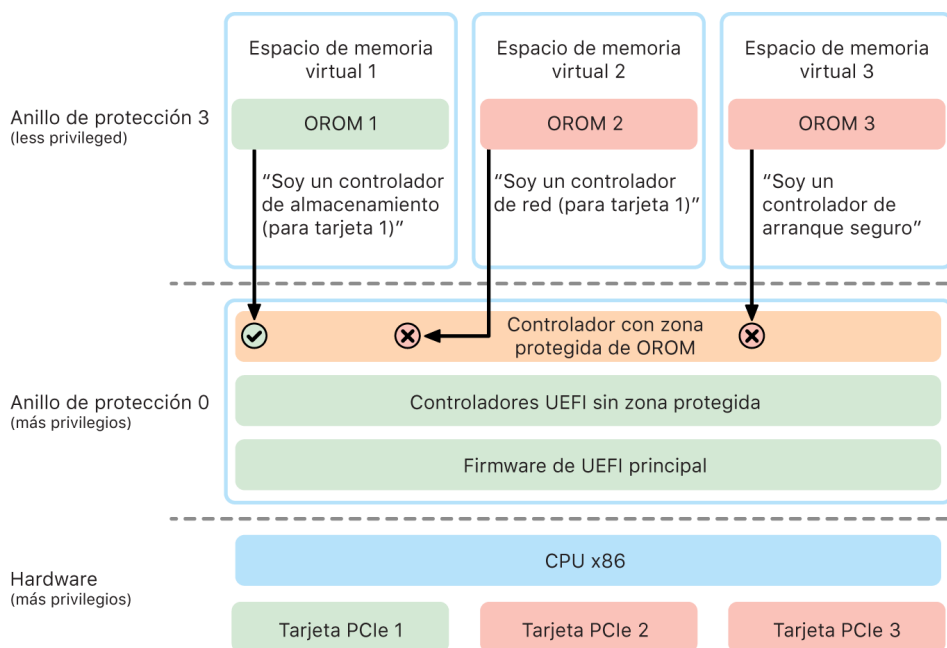 Espacio de memoria
virtual 1
Espacio de memoria
virtual 2
Espacio de memoria
virtual 3
Anillo de protección 3
(less privileged)
OROM 1
OROM 2
OROM 3
“Soy un controlador
de almacenamiento
(para tarjeta 1)”
“Soy un controlador
de red (para tarjeta 1)”
“Soy un
controlador de
arranque seguro”
Controlador con zona
protegida de OROM
Anillo de protección 0
(más privilegios)
Controladores UEFI sin zona protegida
Firmware de UEFI principal
Hardware
(más privilegios)
CPU x86
Tarjeta PCIe 1
Tarjeta PCIe 2
Tarjeta PCIe 3